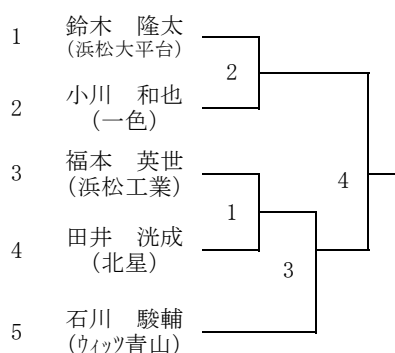 1 鈴木　隆太
(浜松大平台)
2
2 小川　和也
(一色)
3 福本　英世
(浜松工業)
4
1
4 田井　洸成
(北星)
3
5 石川　駿輔
(ウィッツ青山)